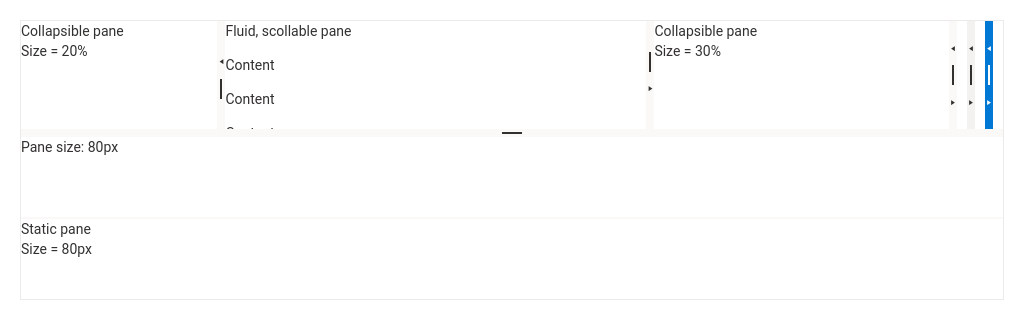 Collapsible pane
Size = 20%
Fluid, scollable pane
Content
Content
Collapsible pane
Size = 30%
Pane size: 80px
Static pane
Size = 80px